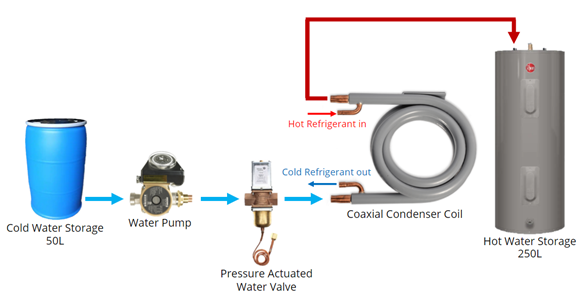 Hot Refrigerant in
Cold Refrigerant out
Cold Water Storage
50L
Water Pump
Pressure Actuated
Water Valve
Coaxial Condenser Coil
Hot Water Storage
250L